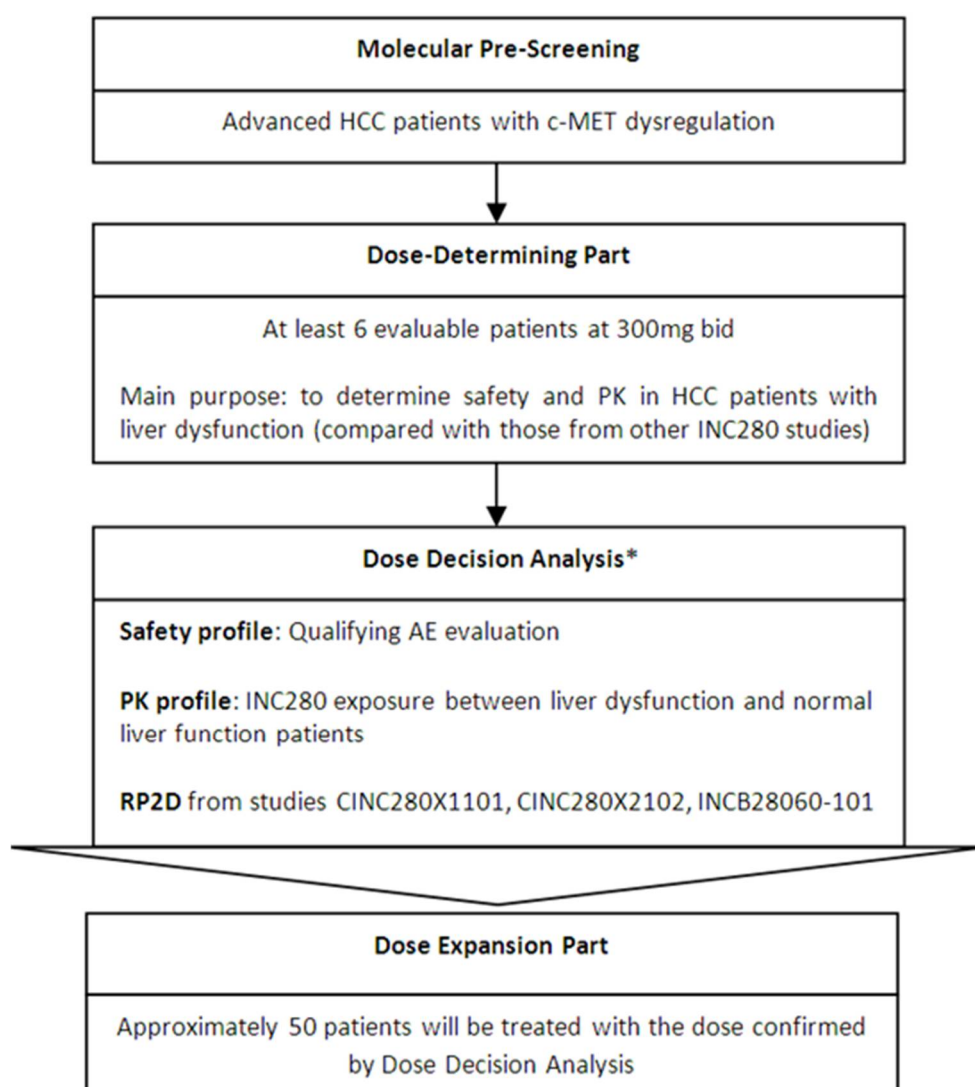 Molecular Pre-Screening
Advanced HCC patients with c-MET dysregulation
Dose-Determining Part
At least 6 evaluable patients at 300mg bid
Main purpose: to determine safety and PK in HCC patients with
liver dysfunction (compared with those from other INC280 studies)
Dose Decision Analysis*
Safety profile: Qualifying AE evaluation
PK profile: INC280 exposure between liver dysfunction and normal
liver function patients
RP2D from studies CINC280X1101, CINC280X2102, INCB28060-101
Dose Expansion Part
Approximately 50 patients will be treated with the dose confirmed
by Dose Decision Analysis